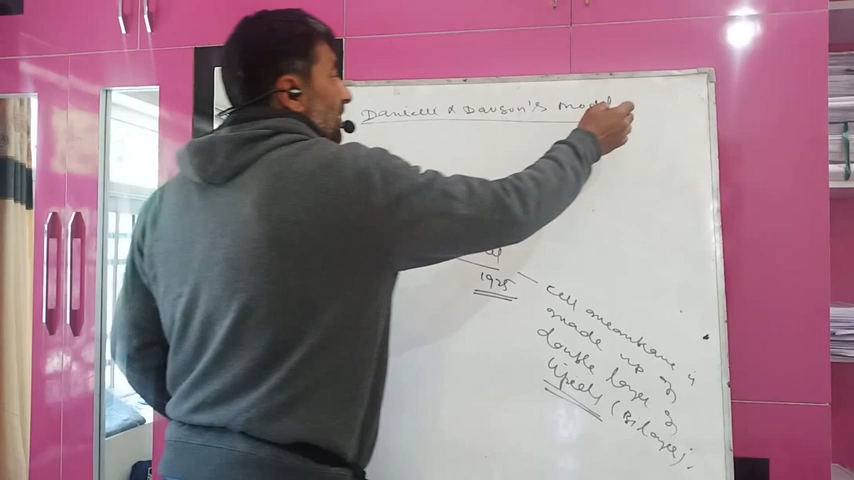 Danielli & Davson's model
1925
cell membrane is
made up of
double layer of
lipids (Bilayer).